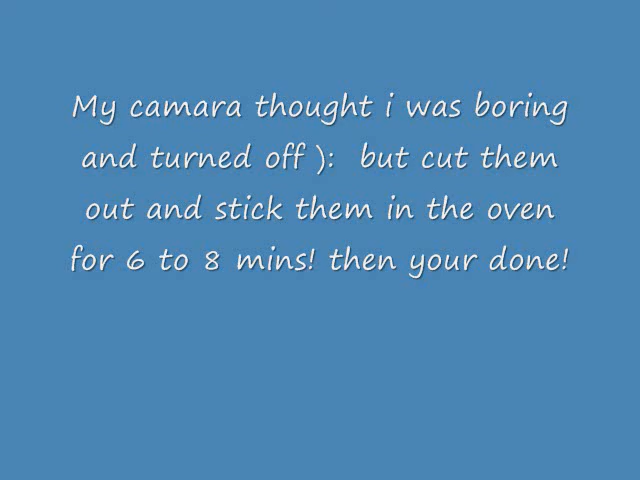 My camara thought i was boring
and turned off ):  but cut them
out and stick them in the oven
for 6 to 8 mins! then your done!